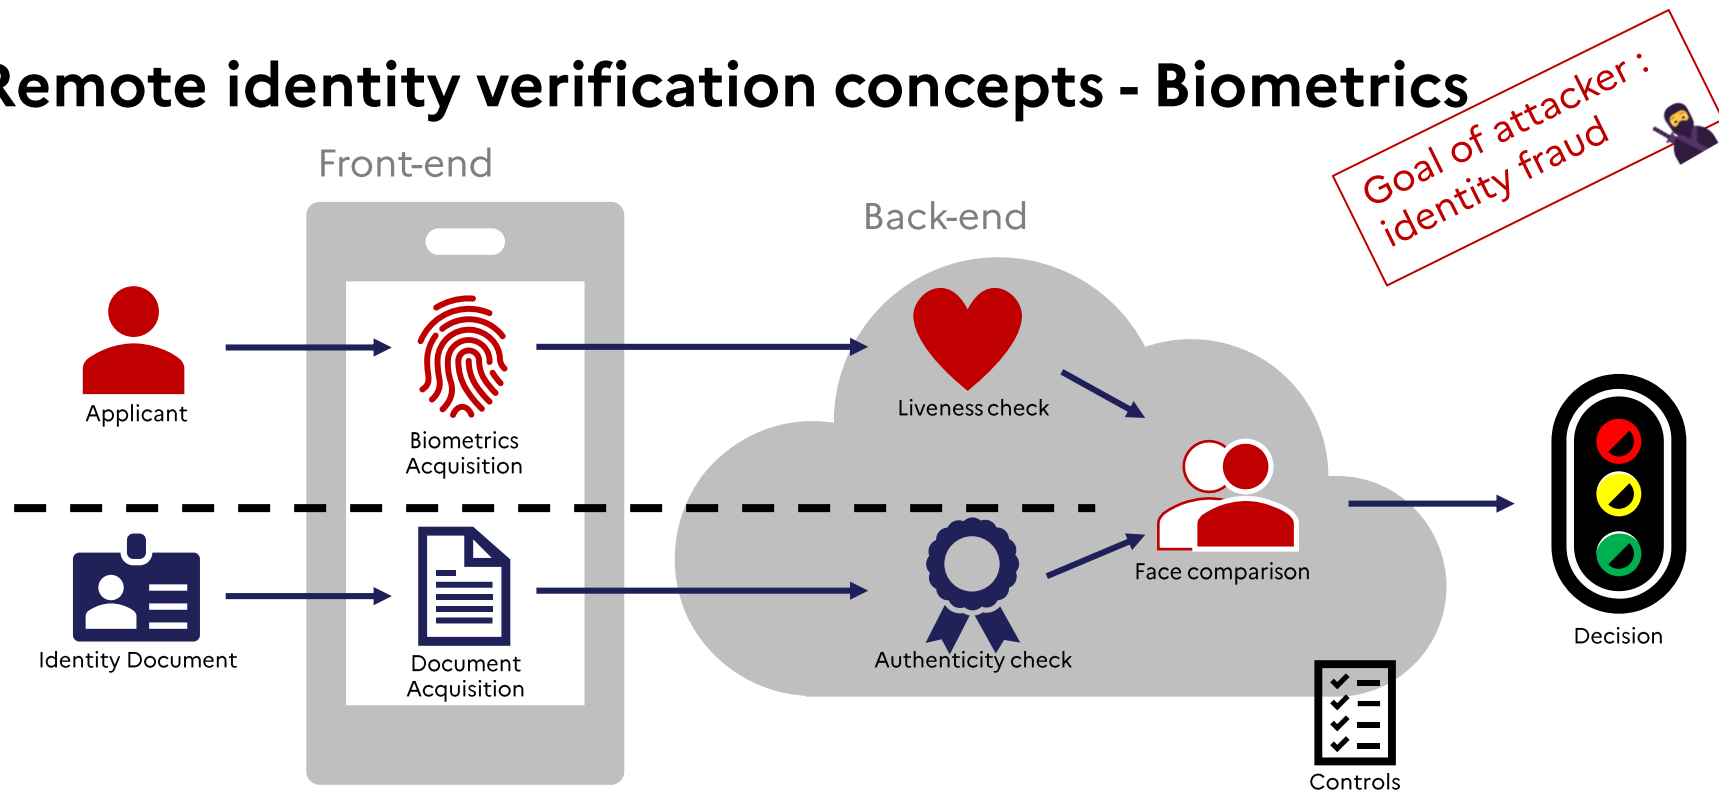 Remote identity verification concepts - Biometrics
Goal of attacker :
identity fraud
Front-end
Back-end
Applicant
Biometrics
Acquisition
Liveness check
Face comparison
Identity Document
Document
Acquisition
Authenticity check
Decision
Controls